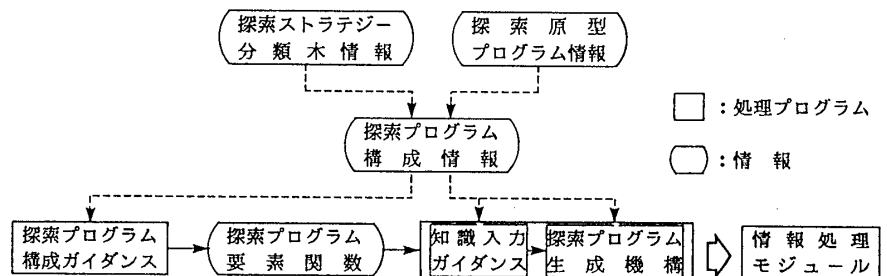 探索ストラテジー
分類木情報
探索原型
プログラム情報
探索プログラム
構成情報
：処理プログラム
：情報
探索プログラム
構成ガイダンス
探索プログラム
要素関数
知識入力
ガイダンス
探索プログラム
生成機構
情報処理
モジュール